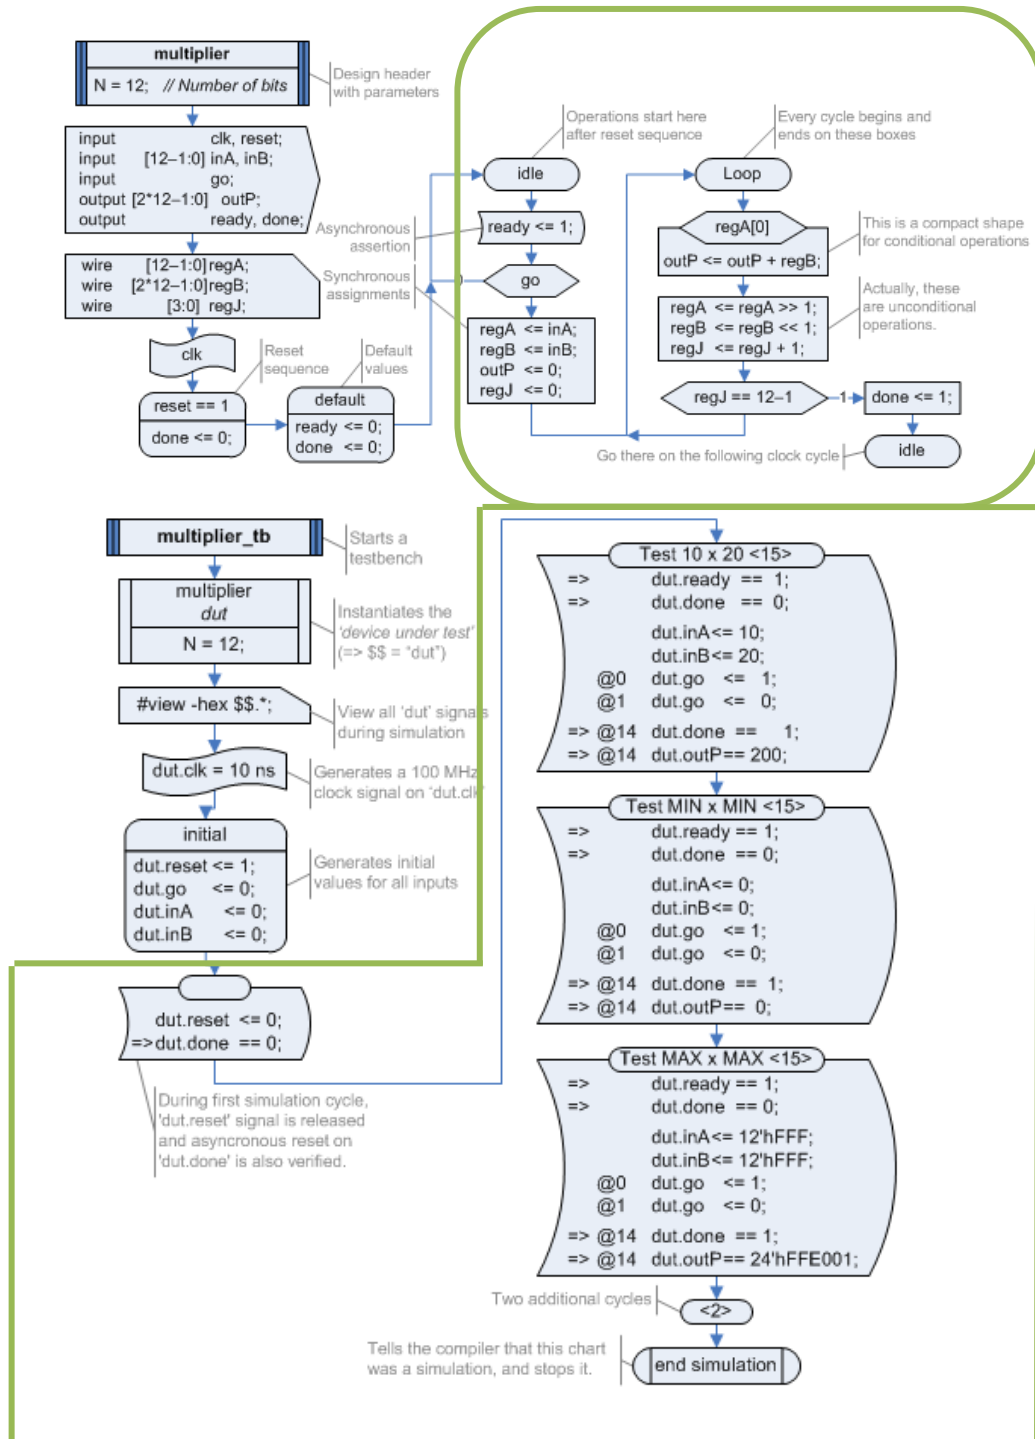 multiplier
N = 12; // Number of bits
Design header
with parameters
input clk, reset;
input [12–1:0] inA, inB;
input go;
output [2*12–1:0] outP;
output ready, done;
wire [12–1:0] regA;
wire [2*12–1:0] regB;
wire [3:0] regJ;
clk
Reset
sequence
reset == 1
done <= 0;
Default
values
default
ready <= 0;
done <= 0;
Operations start here
after reset sequence
idle
Asynchronous
assertion
ready <= 1;
Synchronous
assignments
0
go
regA <= inA;
regB <= inB;
outP <= 0;
regJ <= 0;
Every cycle begins and
ends on these boxes
Loop
regA[0]
outP <= outP + regB;
This is a compact shape
for conditional operations
regA <= regA >> 1;
regB <= regB << 1;
regJ <= regJ + 1;
Actually, these
are unconditional
operations.
regJ == 12–1
1
done <= 1;
Go there on the following clock cycle
idle
multiplier_tb
Starts a
testbench
multiplier
dut
N = 12;
Instantiates the
'device under test'
(=> $$ = "dut")
#view -hex $$.*;
View all 'dut' signals
during simulation
dut.clk = 10 ns
Generates a 100 MHz
clock signal on 'dut.clk'
initial
dut.reset <= 1;
dut.go <= 0;
dut.inA <= 0;
dut.inB <= 0;
Generates initial
values for all inputs
dut.reset <= 0;
=> dut.done == 0;
During first simulation cycle,
'dut.reset' signal is released
and asyncronous reset on
'dut.done' is also verified.
Test 10 x 20 <15>
=> dut.ready == 1;
=> dut.done == 0;
dut.inA<= 10;
dut.inB<= 20;
@0 dut.go <= 1;
@1 dut.go <= 0;
=> @14 dut.done == 1;
=> @14 dut.outP== 200;
Test MIN x MIN <15>
=> dut.ready == 1;
=> dut.done == 0;
dut.inA<= 0;
dut.inB<= 0;
@0 dut.go <= 1;
@1 dut.go <= 0;
=> @14 dut.done == 1;
=> @14 dut.outP== 0;
Test MAX x MAX <15>
=> dut.ready == 1;
=> dut.done == 0;
dut.inA<= 12'hFFF;
dut.inB<= 12'hFFF;
@0 dut.go <= 1;
@1 dut.go <= 0;
=> @14 dut.done == 1;
=> @14 dut.outP== 24'hFFE001;
Two additional cycles
<2>
Tells the compiler that this chart
was a simulation, and stops it.
end simulation